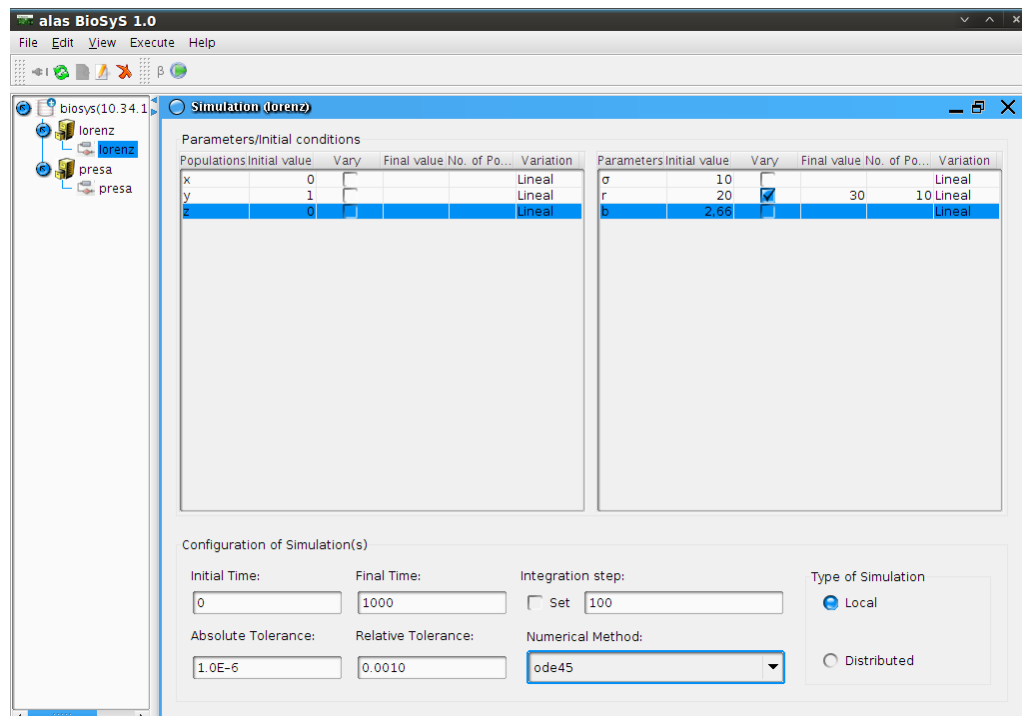 alas BioSyS 1.0
File Edit View Execute Help
β
biosys(10.34.1
lorenz
lorenz
presa
presa
Simulation (lorenz)
Parameters/Initial conditions
Populations Initial value Vary Final value No. of Po... Variation
x 0 Lineal
y 1 Lineal
z 0 Lineal
Parameters Initial value Vary Final value No. of Po... Variation
σ 10 Lineal
r 20 30 10 Lineal
b 2,66 Lineal
Configuration of Simulation(s)
Initial Time: Final Time: Integration step:
0 1000 Set 100
Absolute Tolerance: Relative Tolerance: Numerical Method:
1.0E-6 0.0010 ode45
Type of Simulation
Local
Distributed